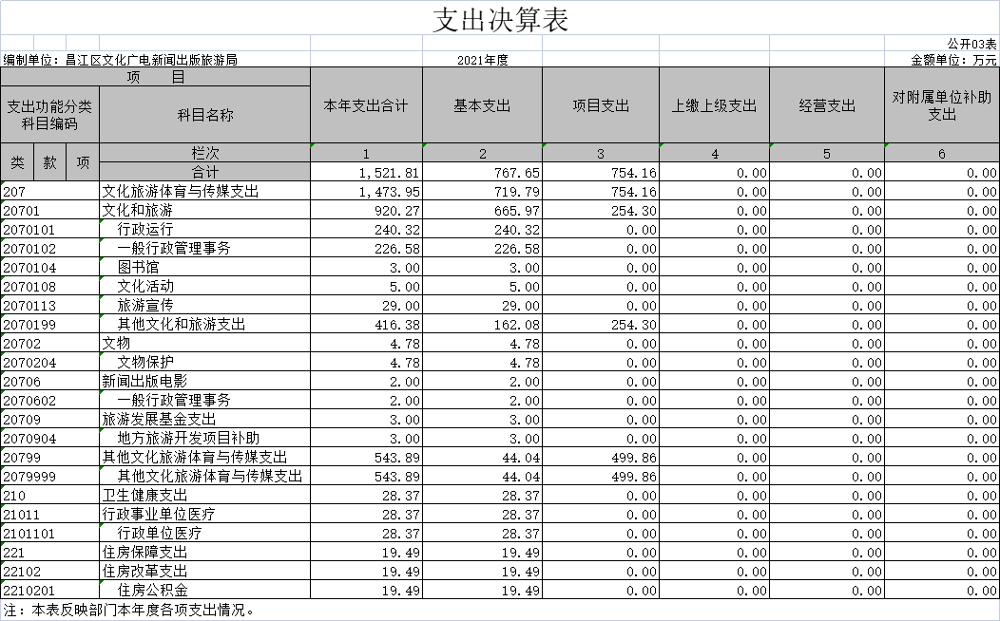 支出决算表
公开03表
编制单位：昌江区文化广电新闻出版旅游局 2021年度 金额单位：万元
项 目 本年支出合计 基本支出 项目支出 上缴上级支出 经营支出 对附属单位补助支出
支出功能分类科目编码 科目名称
类 款 项 栏次 1 2 3 4 5 6
合计 1,521.81 767.65 754.16 0.00 0.00 0.00
207 文化旅游体育与传媒支出 1,473.95 719.79 754.16 0.00 0.00 0.00
20701 文化和旅游 920.27 665.97 254.30 0.00 0.00 0.00
2070101 行政运行 240.32 240.32 0.00 0.00 0.00 0.00
2070102 一般行政管理事务 226.58 226.58 0.00 0.00 0.00 0.00
2070104 图书馆 3.00 3.00 0.00 0.00 0.00 0.00
2070108 文化活动 5.00 5.00 0.00 0.00 0.00 0.00
2070113 旅游宣传 29.00 29.00 0.00 0.00 0.00 0.00
2070199 其他文化和旅游支出 416.38 162.08 254.30 0.00 0.00 0.00
20702 文物 4.78 4.78 0.00 0.00 0.00 0.00
2070204 文物保护 4.78 4.78 0.00 0.00 0.00 0.00
20706 新闻出版电影 2.00 2.00 0.00 0.00 0.00 0.00
2070602 一般行政管理事务 2.00 2.00 0.00 0.00 0.00 0.00
20709 旅游发展基金支出 3.00 3.00 0.00 0.00 0.00 0.00
2070904 地方旅游开发项目补助 3.00 3.00 0.00 0.00 0.00 0.00
20799 其他文化旅游体育与传媒支出 543.89 44.04 499.86 0.00 0.00 0.00
2079999 其他文化旅游体育与传媒支出 543.89 44.04 499.86 0.00 0.00 0.00
210 卫生健康支出 28.37 28.37 0.00 0.00 0.00 0.00
21011 行政事业单位医疗 28.37 28.37 0.00 0.00 0.00 0.00
2101101 行政单位医疗 28.37 28.37 0.00 0.00 0.00 0.00
221 住房保障支出 19.49 19.49 0.00 0.00 0.00 0.00
22102 住房改革支出 19.49 19.49 0.00 0.00 0.00 0.00
2210201 住房公积金 19.49 19.49 0.00 0.00 0.00 0.00
注：本表反映部门本年度各项支出情况。